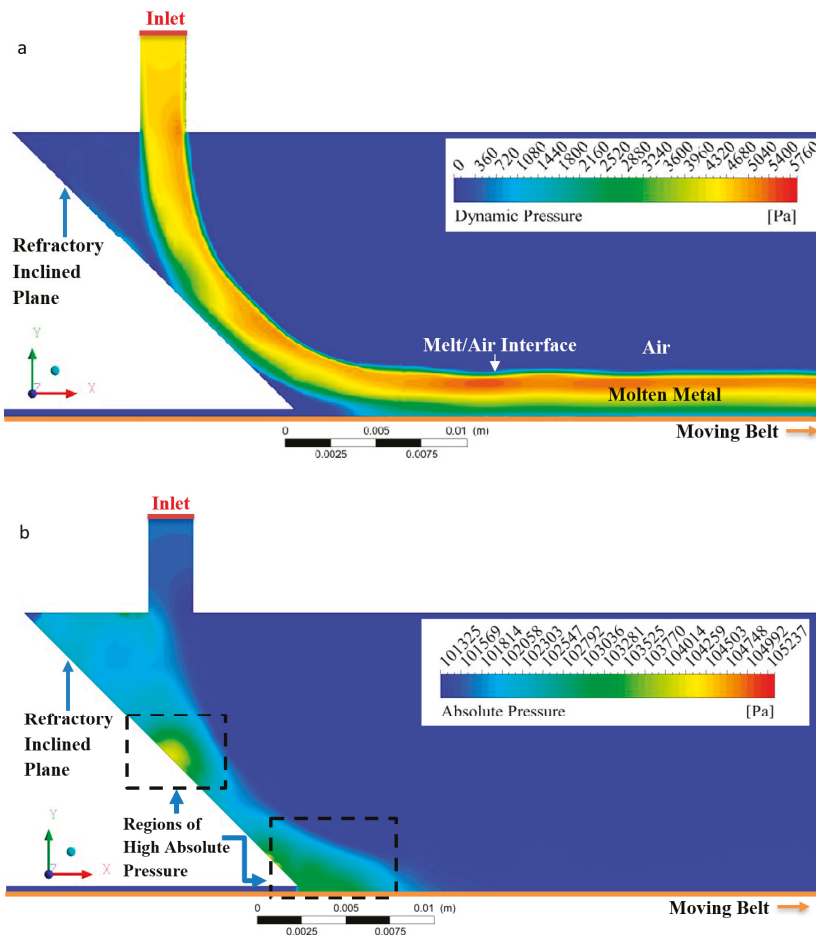 a
Inlet
0 360 720 1080 1440 1800 2160 2520 2880 3240 3600 3960 4320 4680 5040 5400 5760
Dynamic Pressure [Pa]
Refractory
Inclined
Plane
Y
Z X
Melt/Air Interface Air
Molten Metal
Moving Belt
0 0.005 0.01 (m)
0.0025 0.0075
b
Inlet
101325 101569 101814 102058 102303 102547 102792 103036 103281 103525 103770 104014 104259 104503 104748 104992 105237
Absolute Pressure [Pa]
Refractory
Inclined
Plane
Regions of
High Absolute
Pressure
Y
Z X
Moving Belt
0 0.005 0.01 (m)
0.0025 0.0075